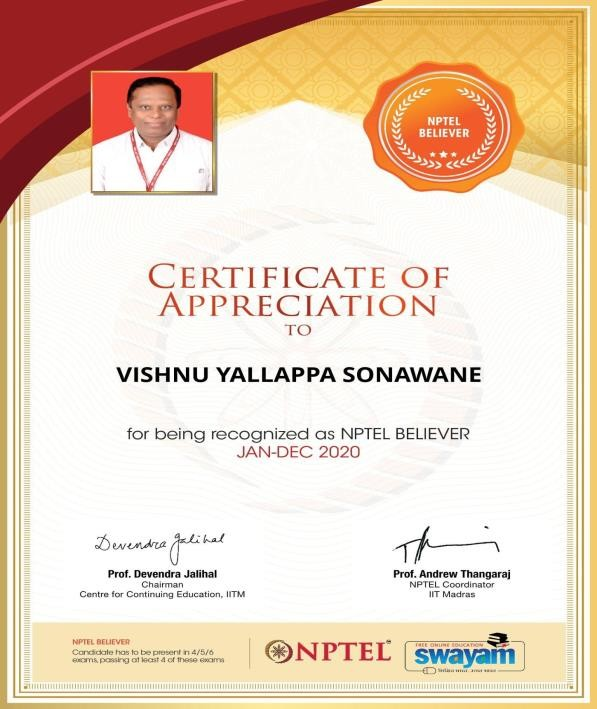 NPTEL
BELIEVER
CERTIFICATE OF
APPRECIATION
TO
VISHNU YALLAPPA SONAWANE
for being recognized as NPTEL BELIEVER
JAN-DEC 2020
Devendra Jalihal
Prof. Devendra Jalihal
Chairman
Centre for Continuing Education, IITM
Prof. Andrew Thangaraj
NPTEL Coordinator
IIT Madras
NPTEL BELIEVER
Candidate has to be present in 4/5/6
exams, passing at least 4 of these exams
NPTEL
FREE ONLINE EDUCATION
swayam